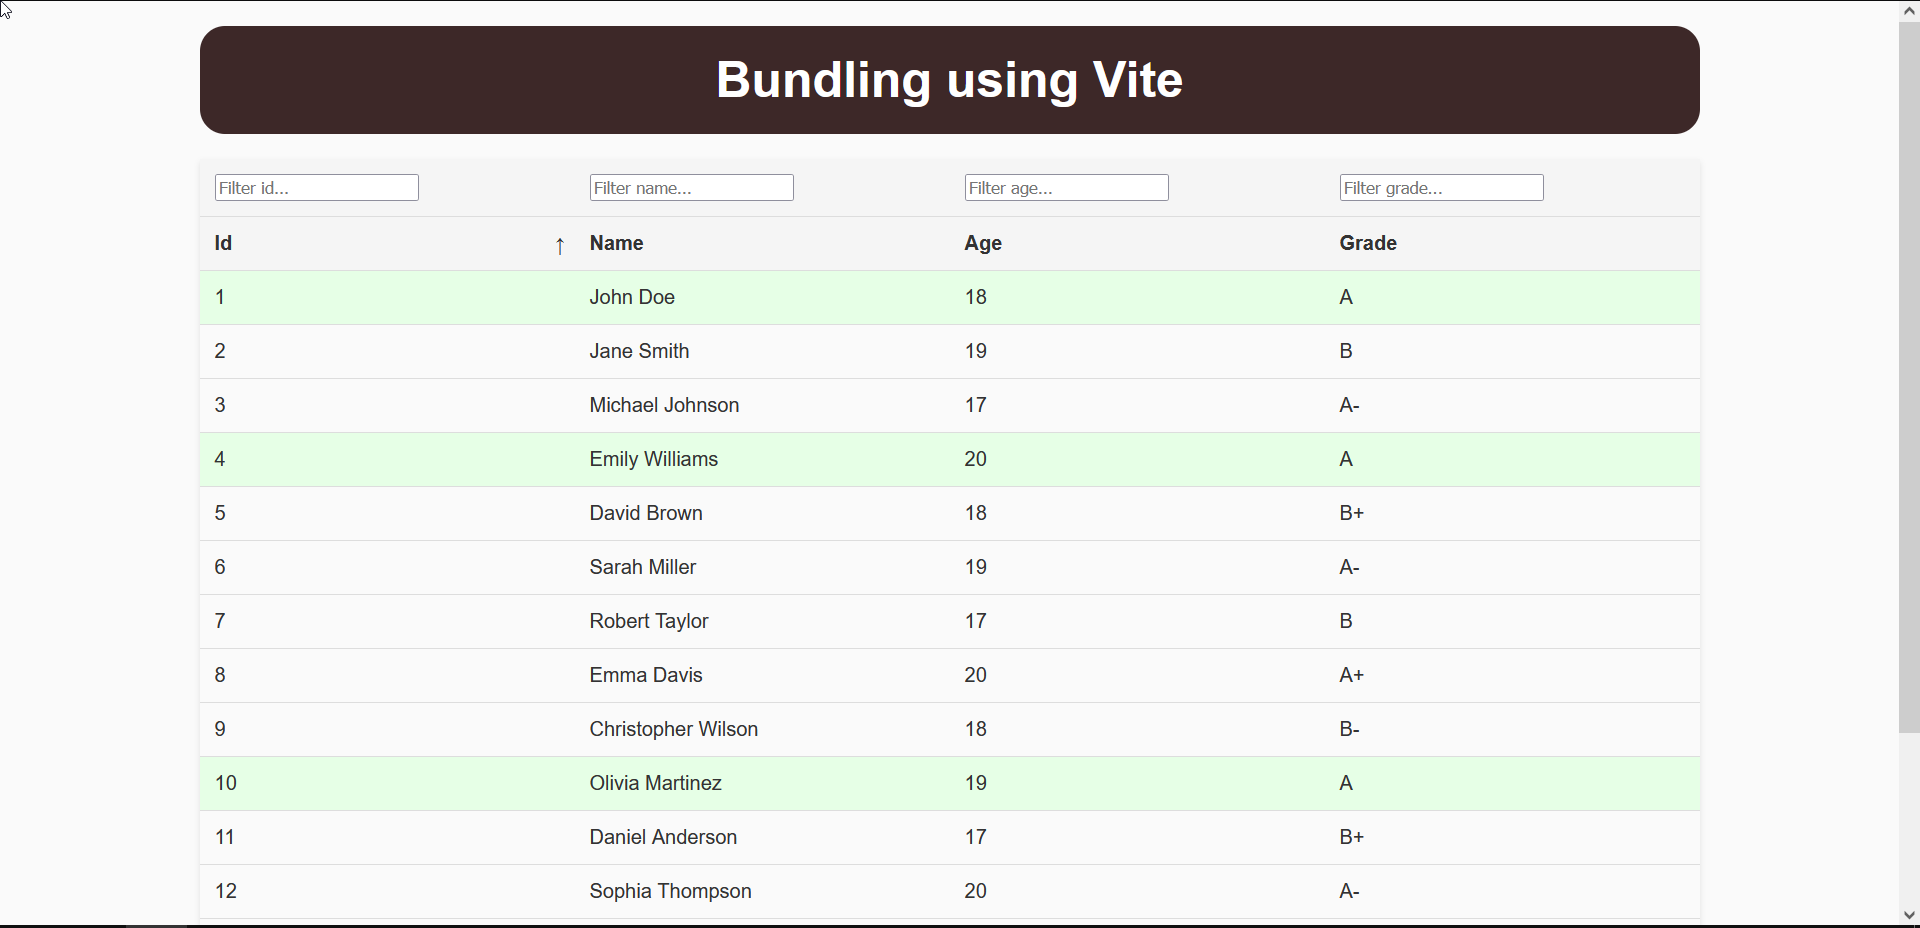 Bundling using Vite
Filter id... Filter name... Filter age... Filter grade...
Id ↑ Name Age Grade
1 John Doe 18 A
2 Jane Smith 19 B
3 Michael Johnson 17 A-
4 Emily Williams 20 A
5 David Brown 18 B+
6 Sarah Miller 19 A-
7 Robert Taylor 17 B
8 Emma Davis 20 A+
9 Christopher Wilson 18 B-
10 Olivia Martinez 19 A
11 Daniel Anderson 17 B+
12 Sophia Thompson 20 A-